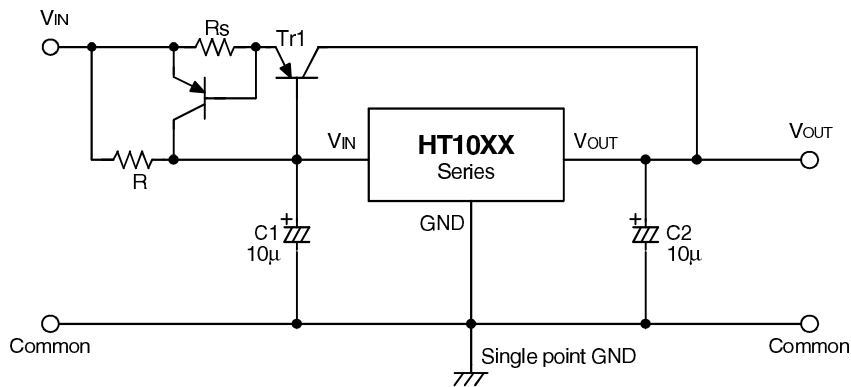 VIN
Rs
Tr1
R
VIN
HT10XX
Series
VOUT
VOUT
GND
+
C1
10µ
+
C2
10µ
Common
Single point GND
Common